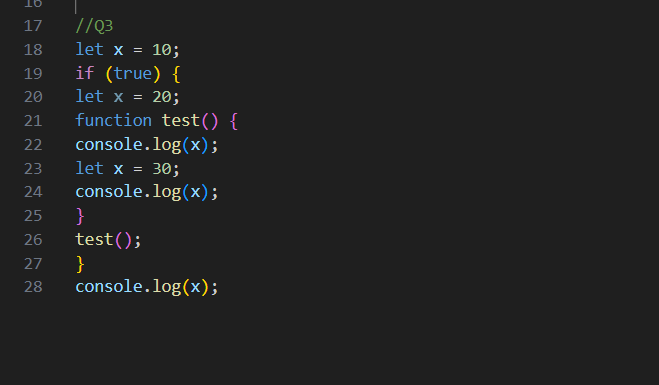 16
17 //Q3
18 let x = 10;
19 if (true) {
20 let x = 20;
21 function test() {
22 console.log(x);
23 let x = 30;
24 console.log(x);
25 }
26 test();
27 }
28 console.log(x);